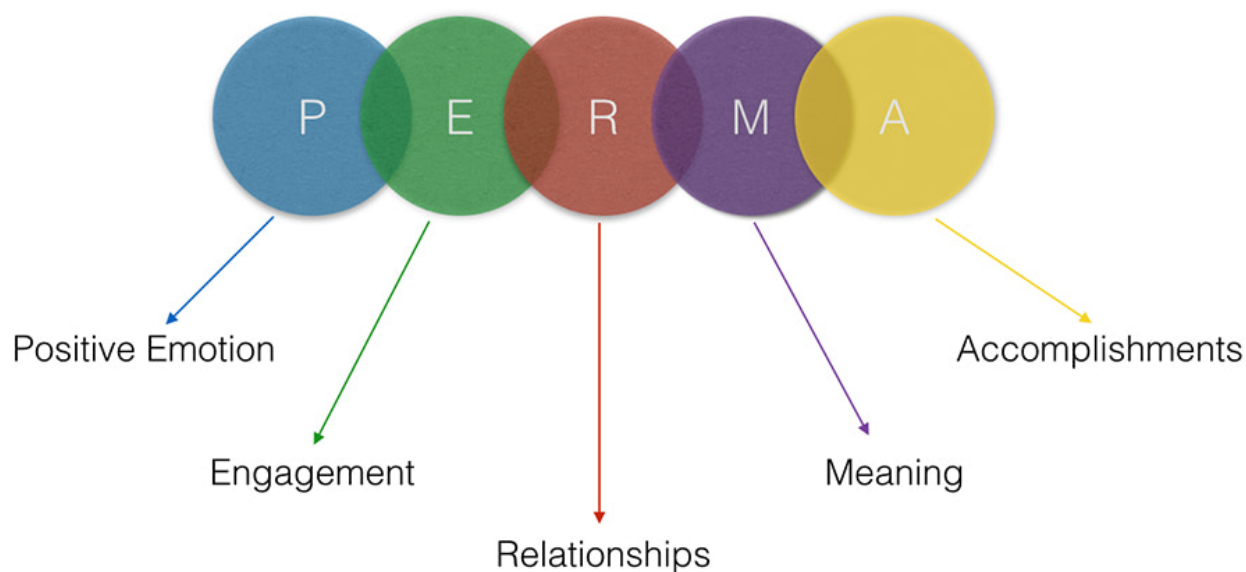 P E R M A
Positive Emotion
Accomplishments
Engagement
Meaning
Relationships